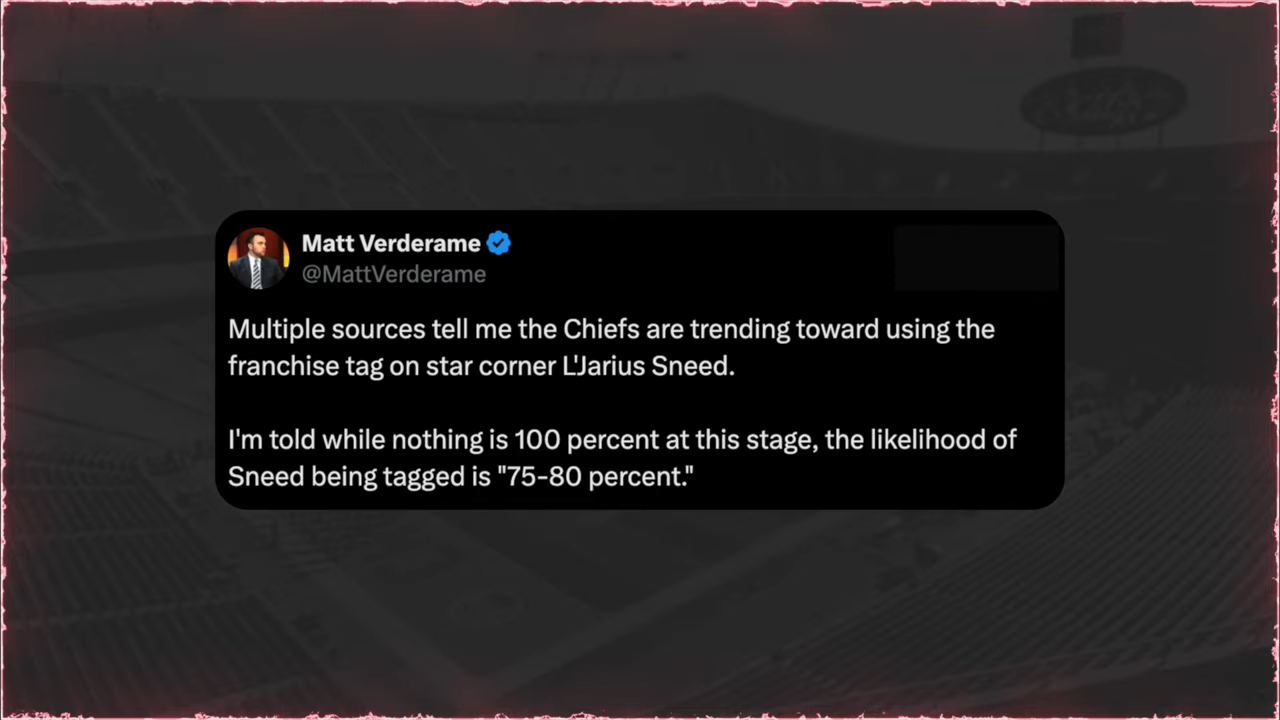 Matt Verderame
@MattVerderame
Multiple sources tell me the Chiefs are trending toward using the
franchise tag on star corner L'Jarius Sneed.
I'm told while nothing is 100 percent at this stage, the likelihood of
Sneed being tagged is "75-80 percent."